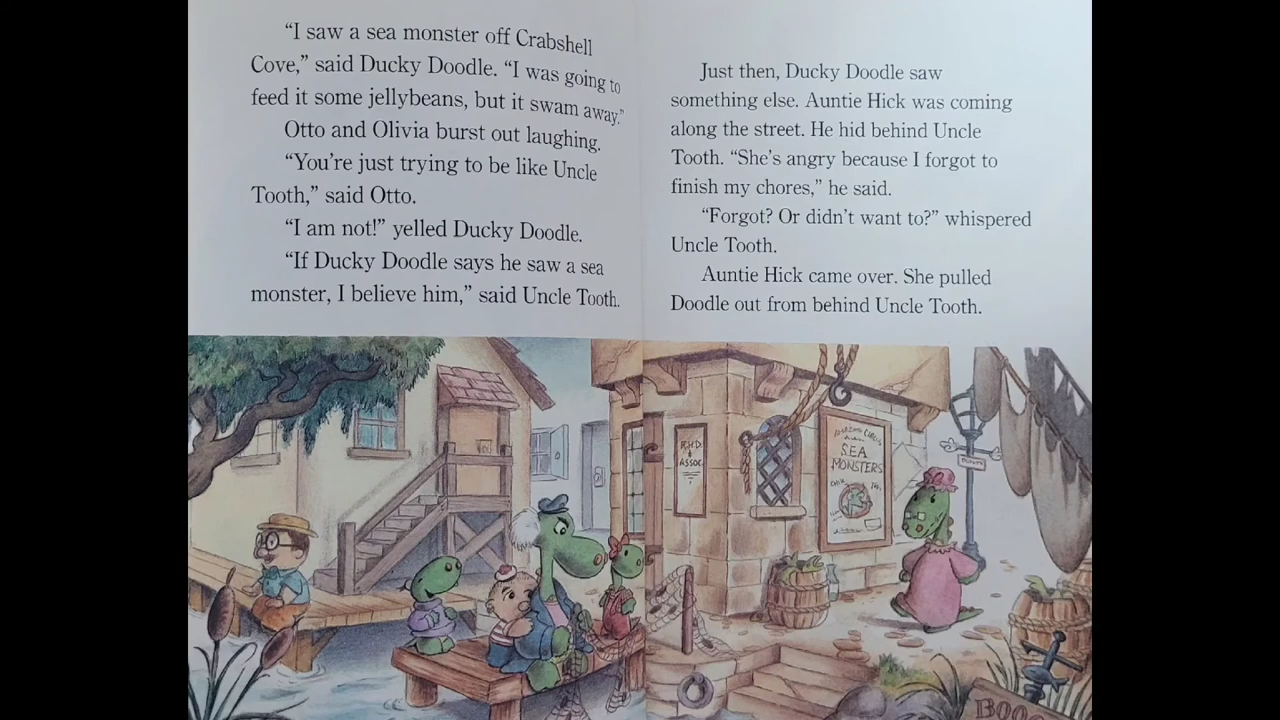 “I saw a sea monster off Crabshell
Cove,” said Ducky Doodle. “I was going to
feed it some jellybeans, but it swam away.”
Otto and Olivia burst out laughing.
“You’re just trying to be like Uncle
Tooth,” said Otto.
“I am not!” yelled Ducky Doodle.
“If Ducky Doodle says he saw a sea
monster, I believe him,” said Uncle Tooth.
Just then, Ducky Doodle saw
something else. Auntie Hick was coming
along the street. He hid behind Uncle
Tooth. “She’s angry because I forgot to
finish my chores,” he said.
“Forgot? Or didn’t want to?” whispered
Uncle Tooth.
Auntie Hick came over. She pulled
Doodle out from behind Uncle Tooth.
&
ASSOC.
SEA
MONSTERS